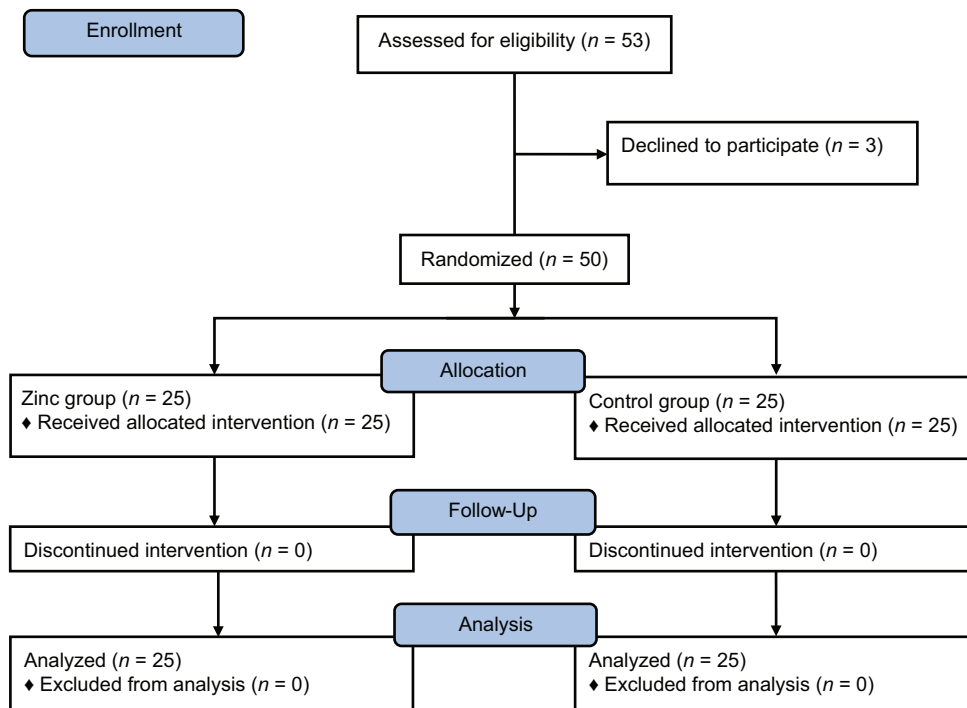 Enrollment
Assessed for eligibility (n = 53)
Declined to participate (n = 3)
Randomized (n = 50)
Allocation
Zinc group (n = 25)
♦ Received allocated intervention (n = 25)
Control group (n = 25)
♦ Received allocated intervention (n = 25)
Follow-Up
Discontinued intervention (n = 0)
Discontinued intervention (n = 0)
Analysis
Analyzed (n = 25)
♦ Excluded from analysis (n = 0)
Analyzed (n = 25)
♦ Excluded from analysis (n = 0)